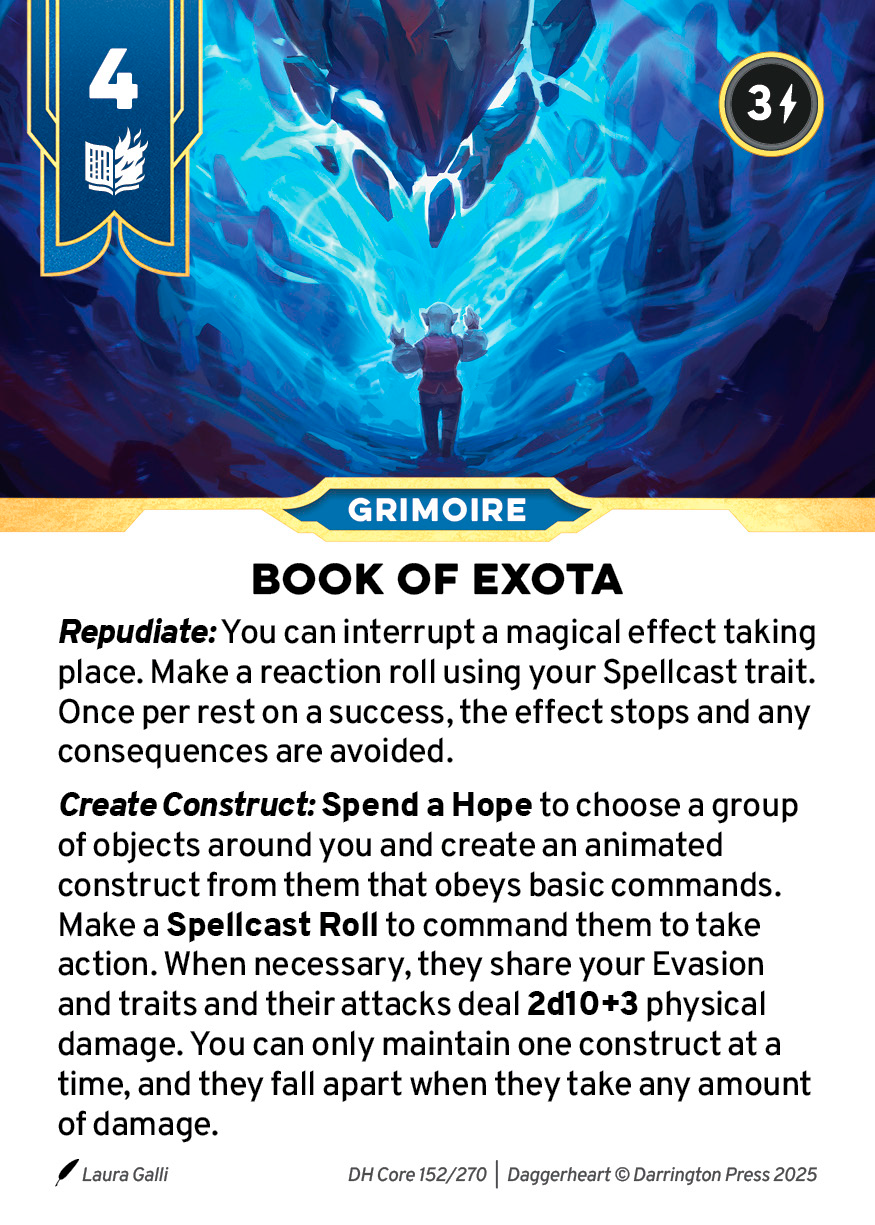 4
3
GRIMOIRE
BOOK OF EXOTA
Repudiate: You can interrupt a magical effect taking
place. Make a reaction roll using your Spellcast trait.
Once per rest on a success, the effect stops and any
consequences are avoided.
Create Construct: Spend a Hope to choose a group
of objects around you and create an animated
construct from them that obeys basic commands.
Make a Spellcast Roll to command them to take
action. When necessary, they share your Evasion
and traits and their attacks deal 2d10+3 physical
damage. You can only maintain one construct at a
time, and they fall apart when they take any amount
of damage.
Laura Galli DH Core 152/270 | Daggerheart © Darrington Press 2025